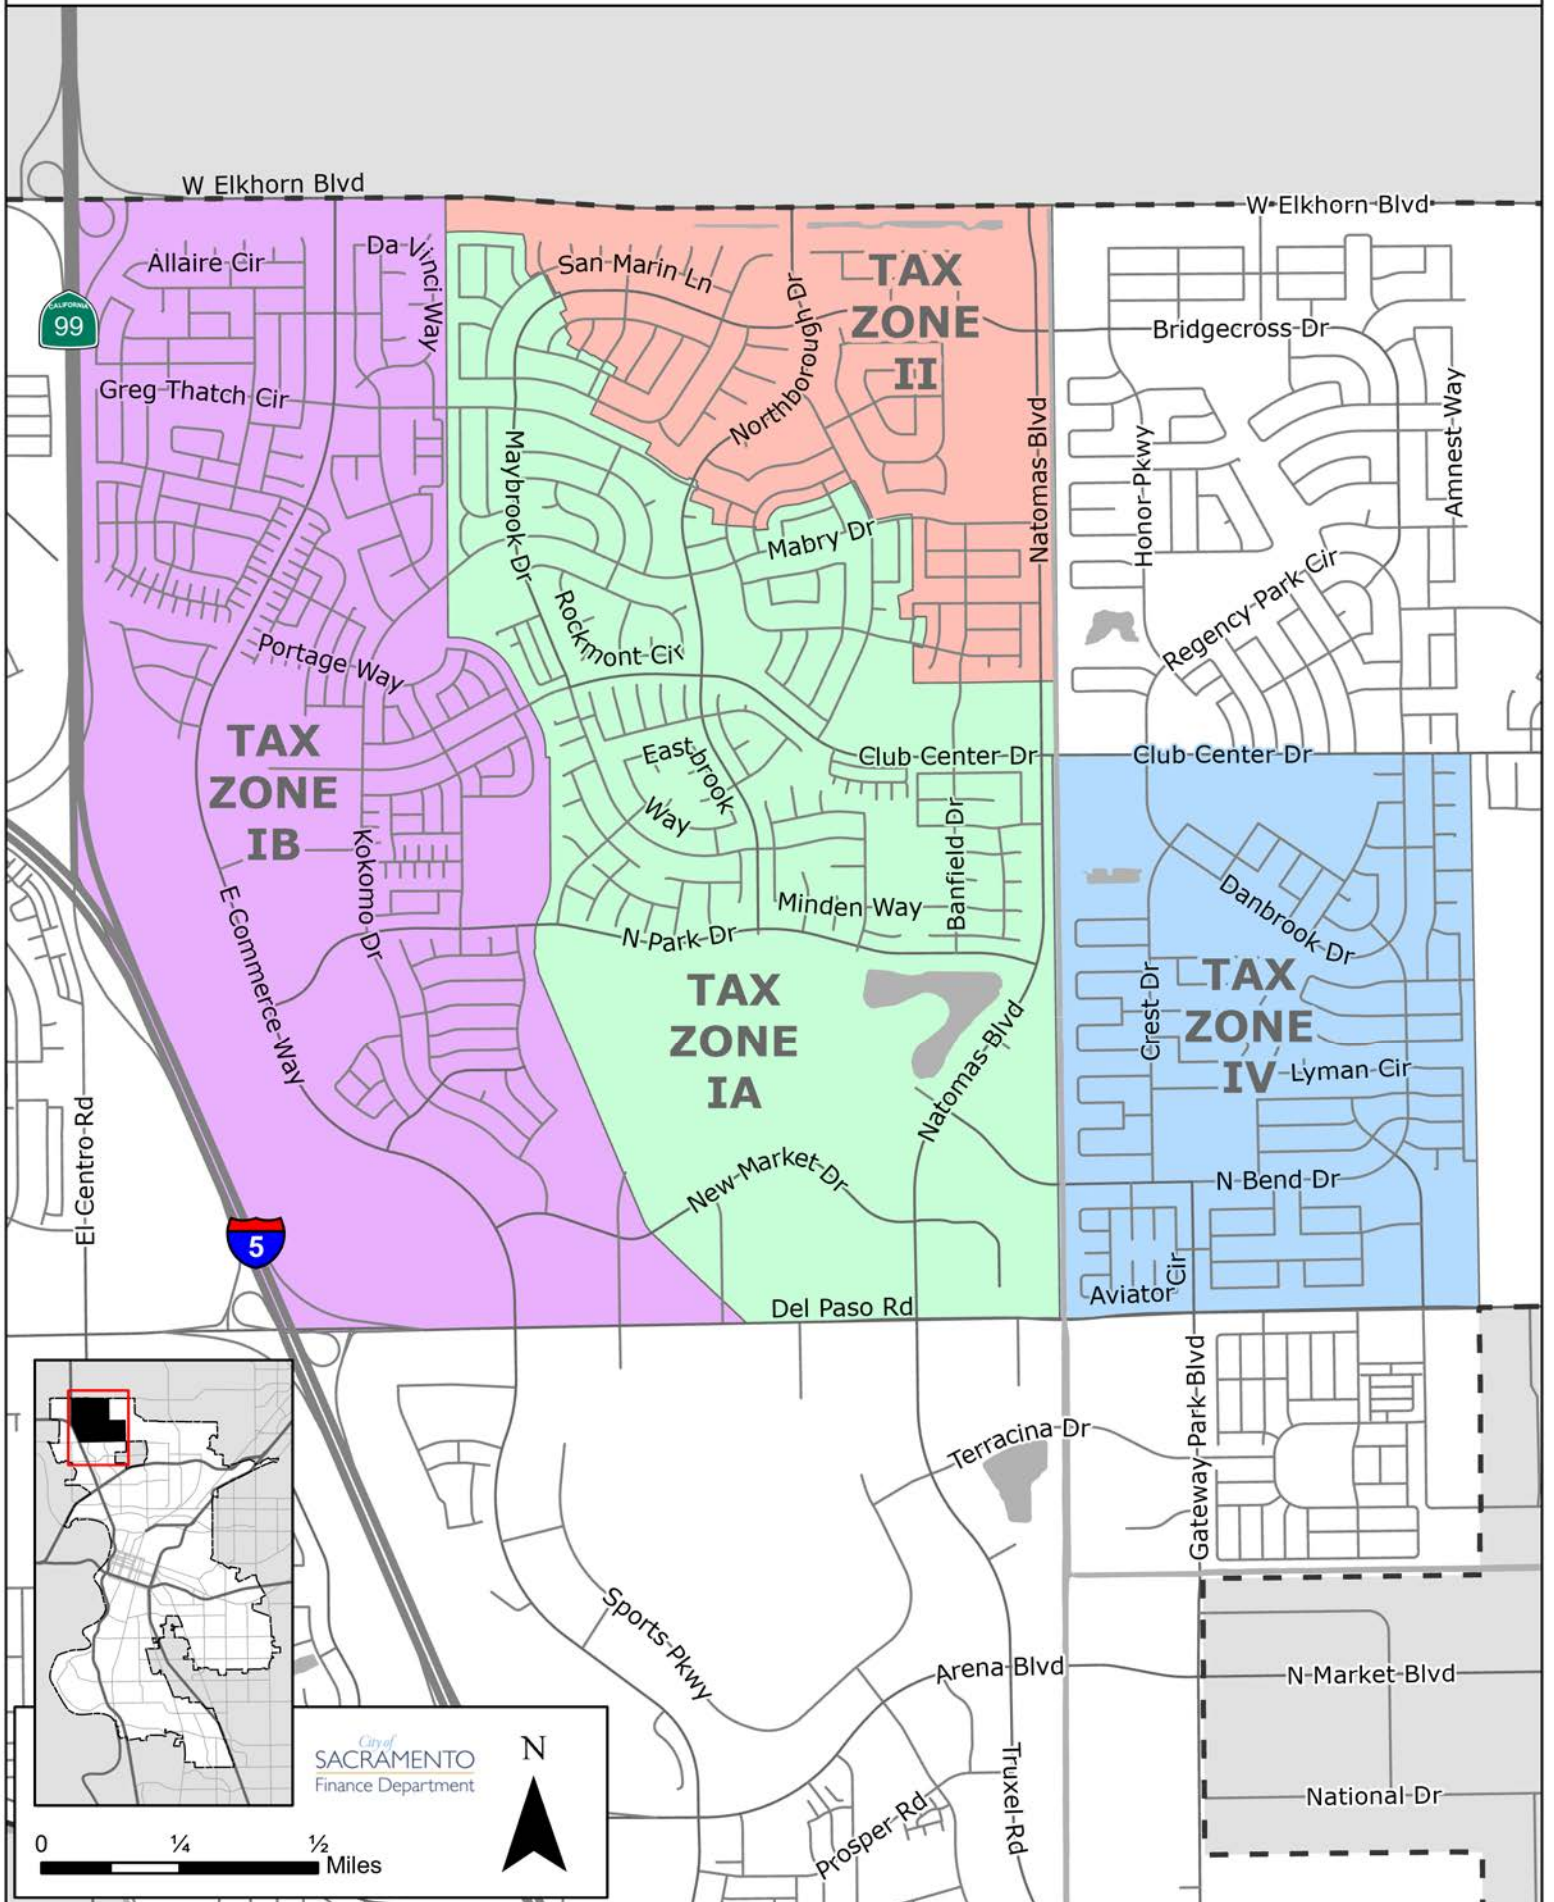 W Elkhorn Blvd
W Elkhorn Blvd
Allaire Cir
Da Vinci Way
San Marin Ln
Northborough Dr
TAX
ZONE
II
CALIFORNIA
99
Bridgecross Dr
Greg Thatch Cir
Maybrook Dr
Natomas Blvd
Honor Pkwy
Amnest Way
Mabry Dr
Regency Park Cir
Rockmont Cir
Portage Way
TAX
ZONE
IB
Eastbrook
Way
Club Center Dr
Club Center Dr
Kokomo Dr
Banfield Dr
E Commerce Way
Minden Way
Danbrook Dr
N Park Dr
TAX
ZONE
IA
Crest Dr
TAX
ZONE
IV
Natomas Blvd
Lyman Cir
El Centro Rd
New Market Dr
N Bend Dr
5
Aviator Cir
Del Paso Rd
Gateway Park Blvd
Terracina Dr
Sports Pkwy
Arena Blvd
N Market Blvd
Truxel Rd
National Dr
Prosper Rd
City of
SACRAMENTO
Finance Department
N
0 ¼ ½
Miles